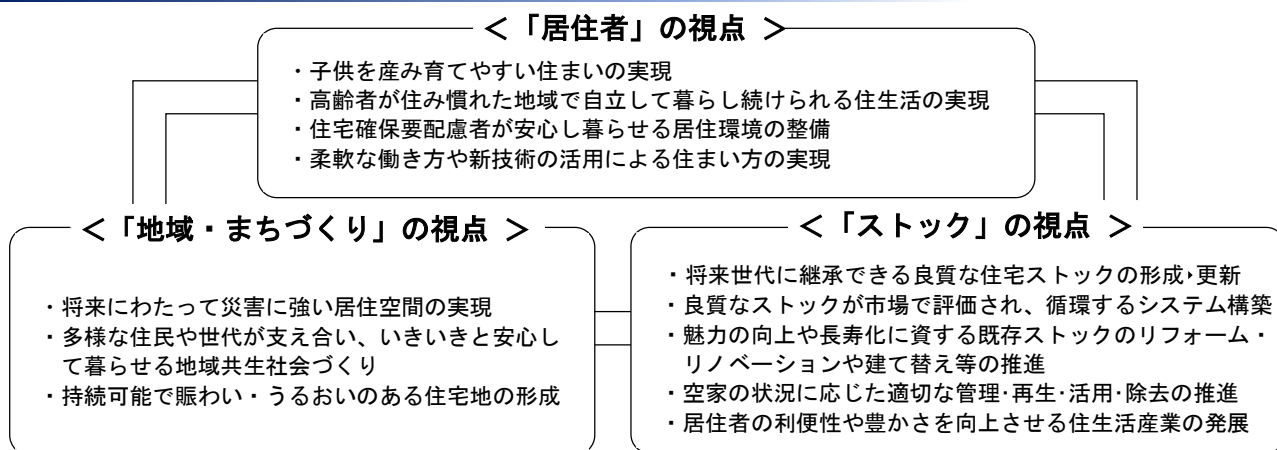 ＜「居住者」の視点 ＞
・子供を産み育てやすい住まいの実現
・高齢者が住み慣れた地域で自立して暮らし続けられる住生活の実現
・住宅確保要配慮者が安心し暮らせる居住環境の整備
・柔軟な働き方や新技術の活用による住まい方の実現
＜「地域・まちづくり」の視点 ＞
・将来にわたって災害に強い居住空間の実現
・多様な住民や世代が支え合い、いきいきと安心し
て暮らせる地域共生社会づくり
・持続可能で賑わい・うるおいのある住宅地の形成
＜「ストック」の視点 ＞
・将来世代に継承できる良質な住宅ストックの形成・更新
・良質なストックが市場で評価され、循環するシステム構築
・魅力の向上や長寿化に資する既存ストックのリフォーム・
リノベーションや建て替え等の推進
・空家の状況に応じた適切な管理・再生・活用・除去の推進
・居住者の利便性や豊かさを向上させる住生活産業の発展